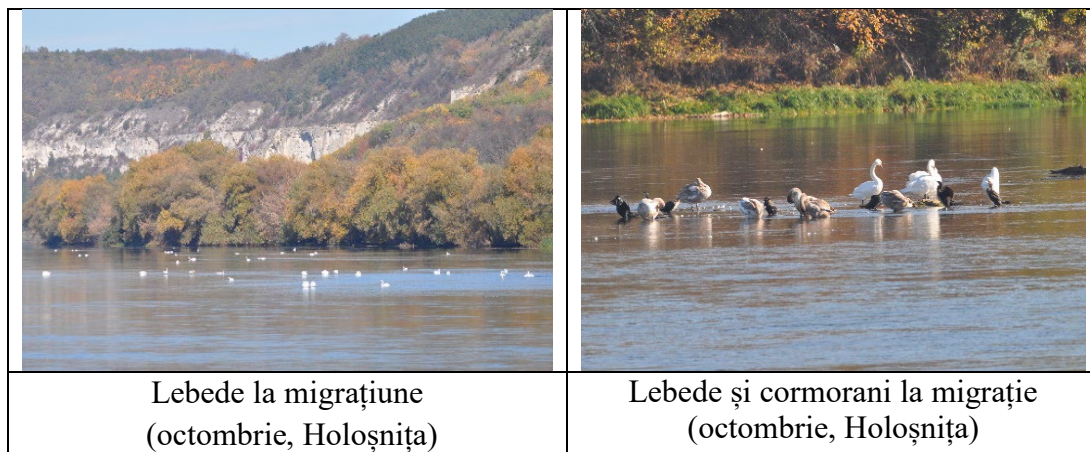 Lebede la migrațiune
(octombrie, Holoșnița)
Lebede și cormorani la migrație
(octombrie, Holoșnița)